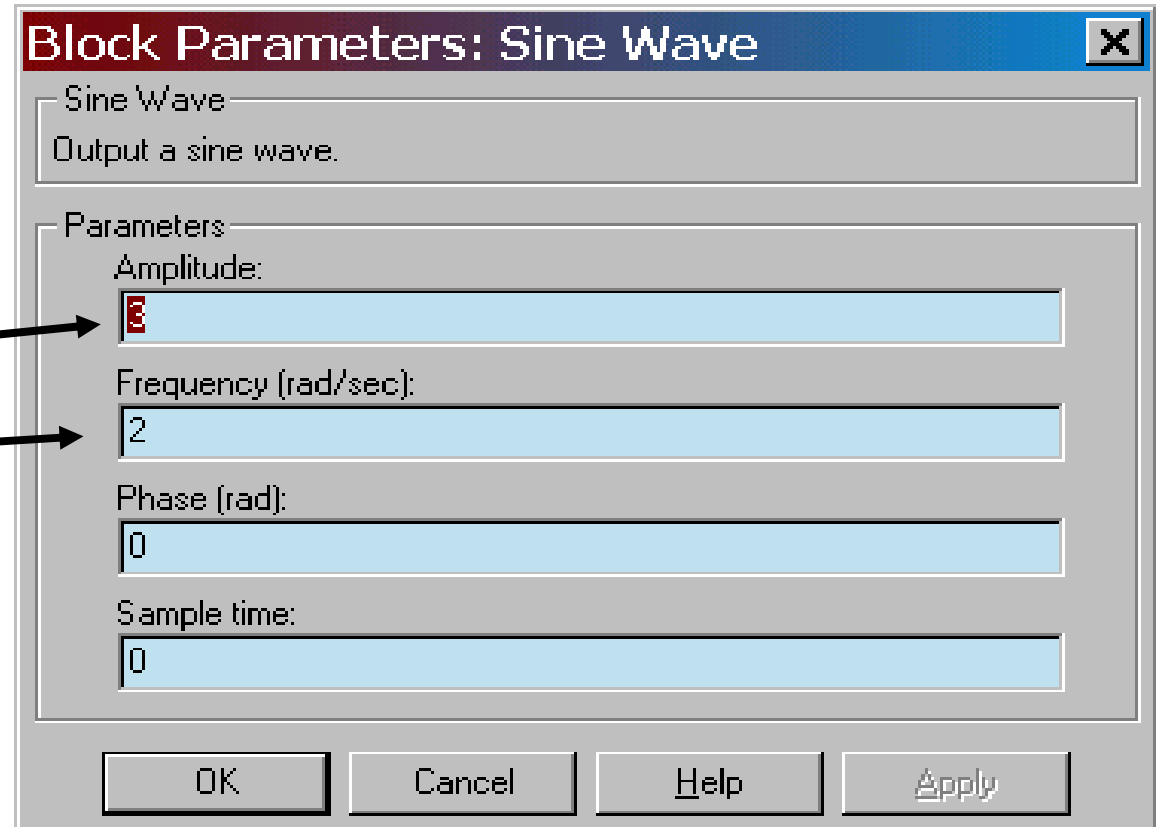 Block Parameters: Sine Wave
Sine Wave
Output a sine wave.
Parameters
Amplitude:
3
Frequency (rad/sec):
2
Phase (rad):
0
Sample time:
0
OK Cancel Help Apply